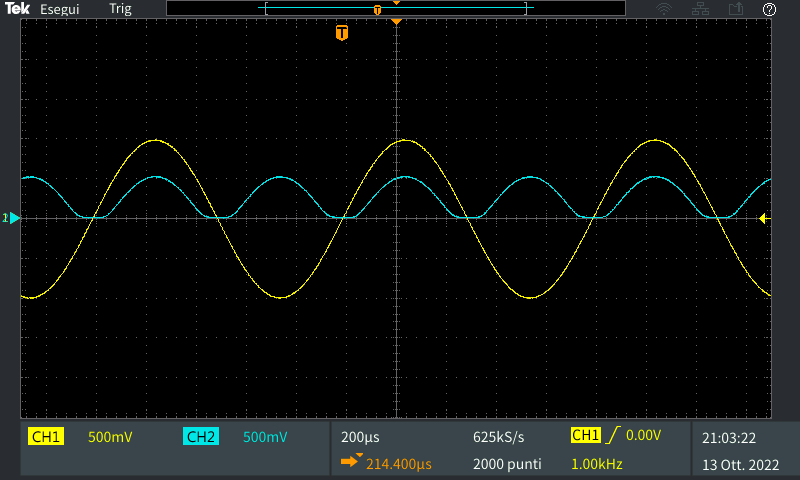 Tek Esegui Trig
T
T
?
CH1 500mV CH2 500mV 200µs 625kS/s CH1 0.00V 21:03:22
214.400µs 2000 punti 1.00kHz 13 Ott. 2022